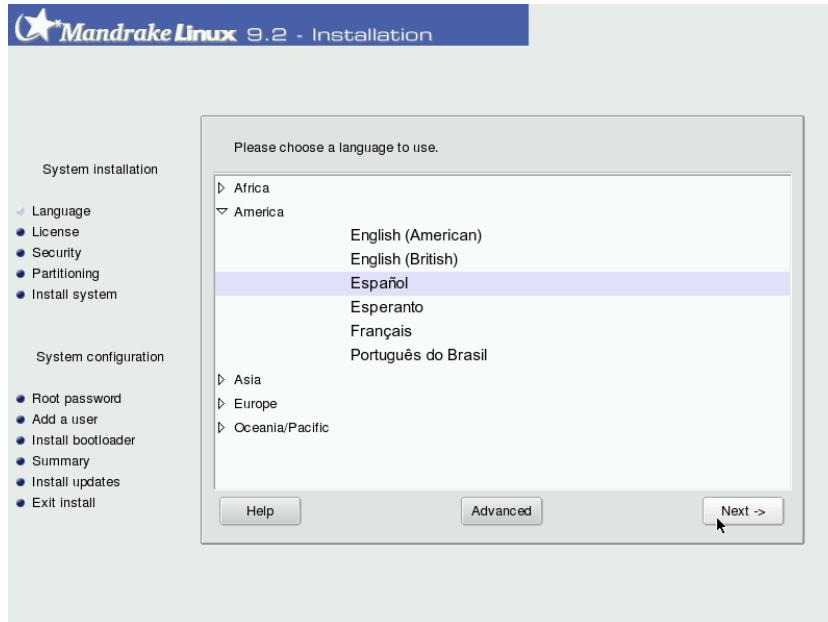 Mandrake Linux 9.2 - Installation
System installation
Language
License
Security
Partitioning
Install system
System configuration
Root password
Add a user
Install bootloader
Summary
Install updates
Exit install
Please choose a language to use.
Africa
America
English (American)
English (British)
Español
Esperanto
Français
Português do Brasil
Asia
Europe
Oceania/Pacific
Help
Advanced
Next ->